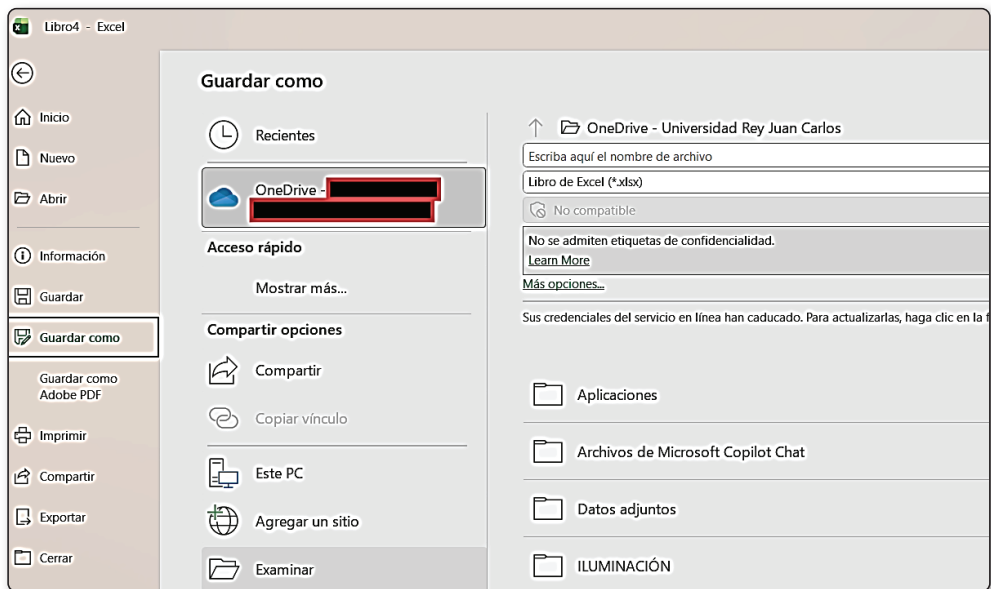 Libro4 - Excel
Guardar como
Inicio
Nuevo
Abrir
Información
Guardar
Guardar como
Guardar como
Adobe PDF
Imprimir
Compartir
Exportar
Cerrar
Recientes
OneDrive -
Acceso rápido
Mostrar más...
Compartir opciones
Compartir
Copiar vínculo
Este PC
Agregar un sitio
Examinar
OneDrive - Universidad Rey Juan Carlos
Escriba aquí el nombre de archivo
Libro de Excel (*.xlsx)
No compatible
No se admiten etiquetas de confidencialidad.
Learn More
Más opciones...
Sus credenciales del servicio en línea han caducado. Para actualizarlas, haga clic en la
Aplicaciones
Archivos de Microsoft Copilot Chat
Datos adjuntos
ILUMINACIÓN